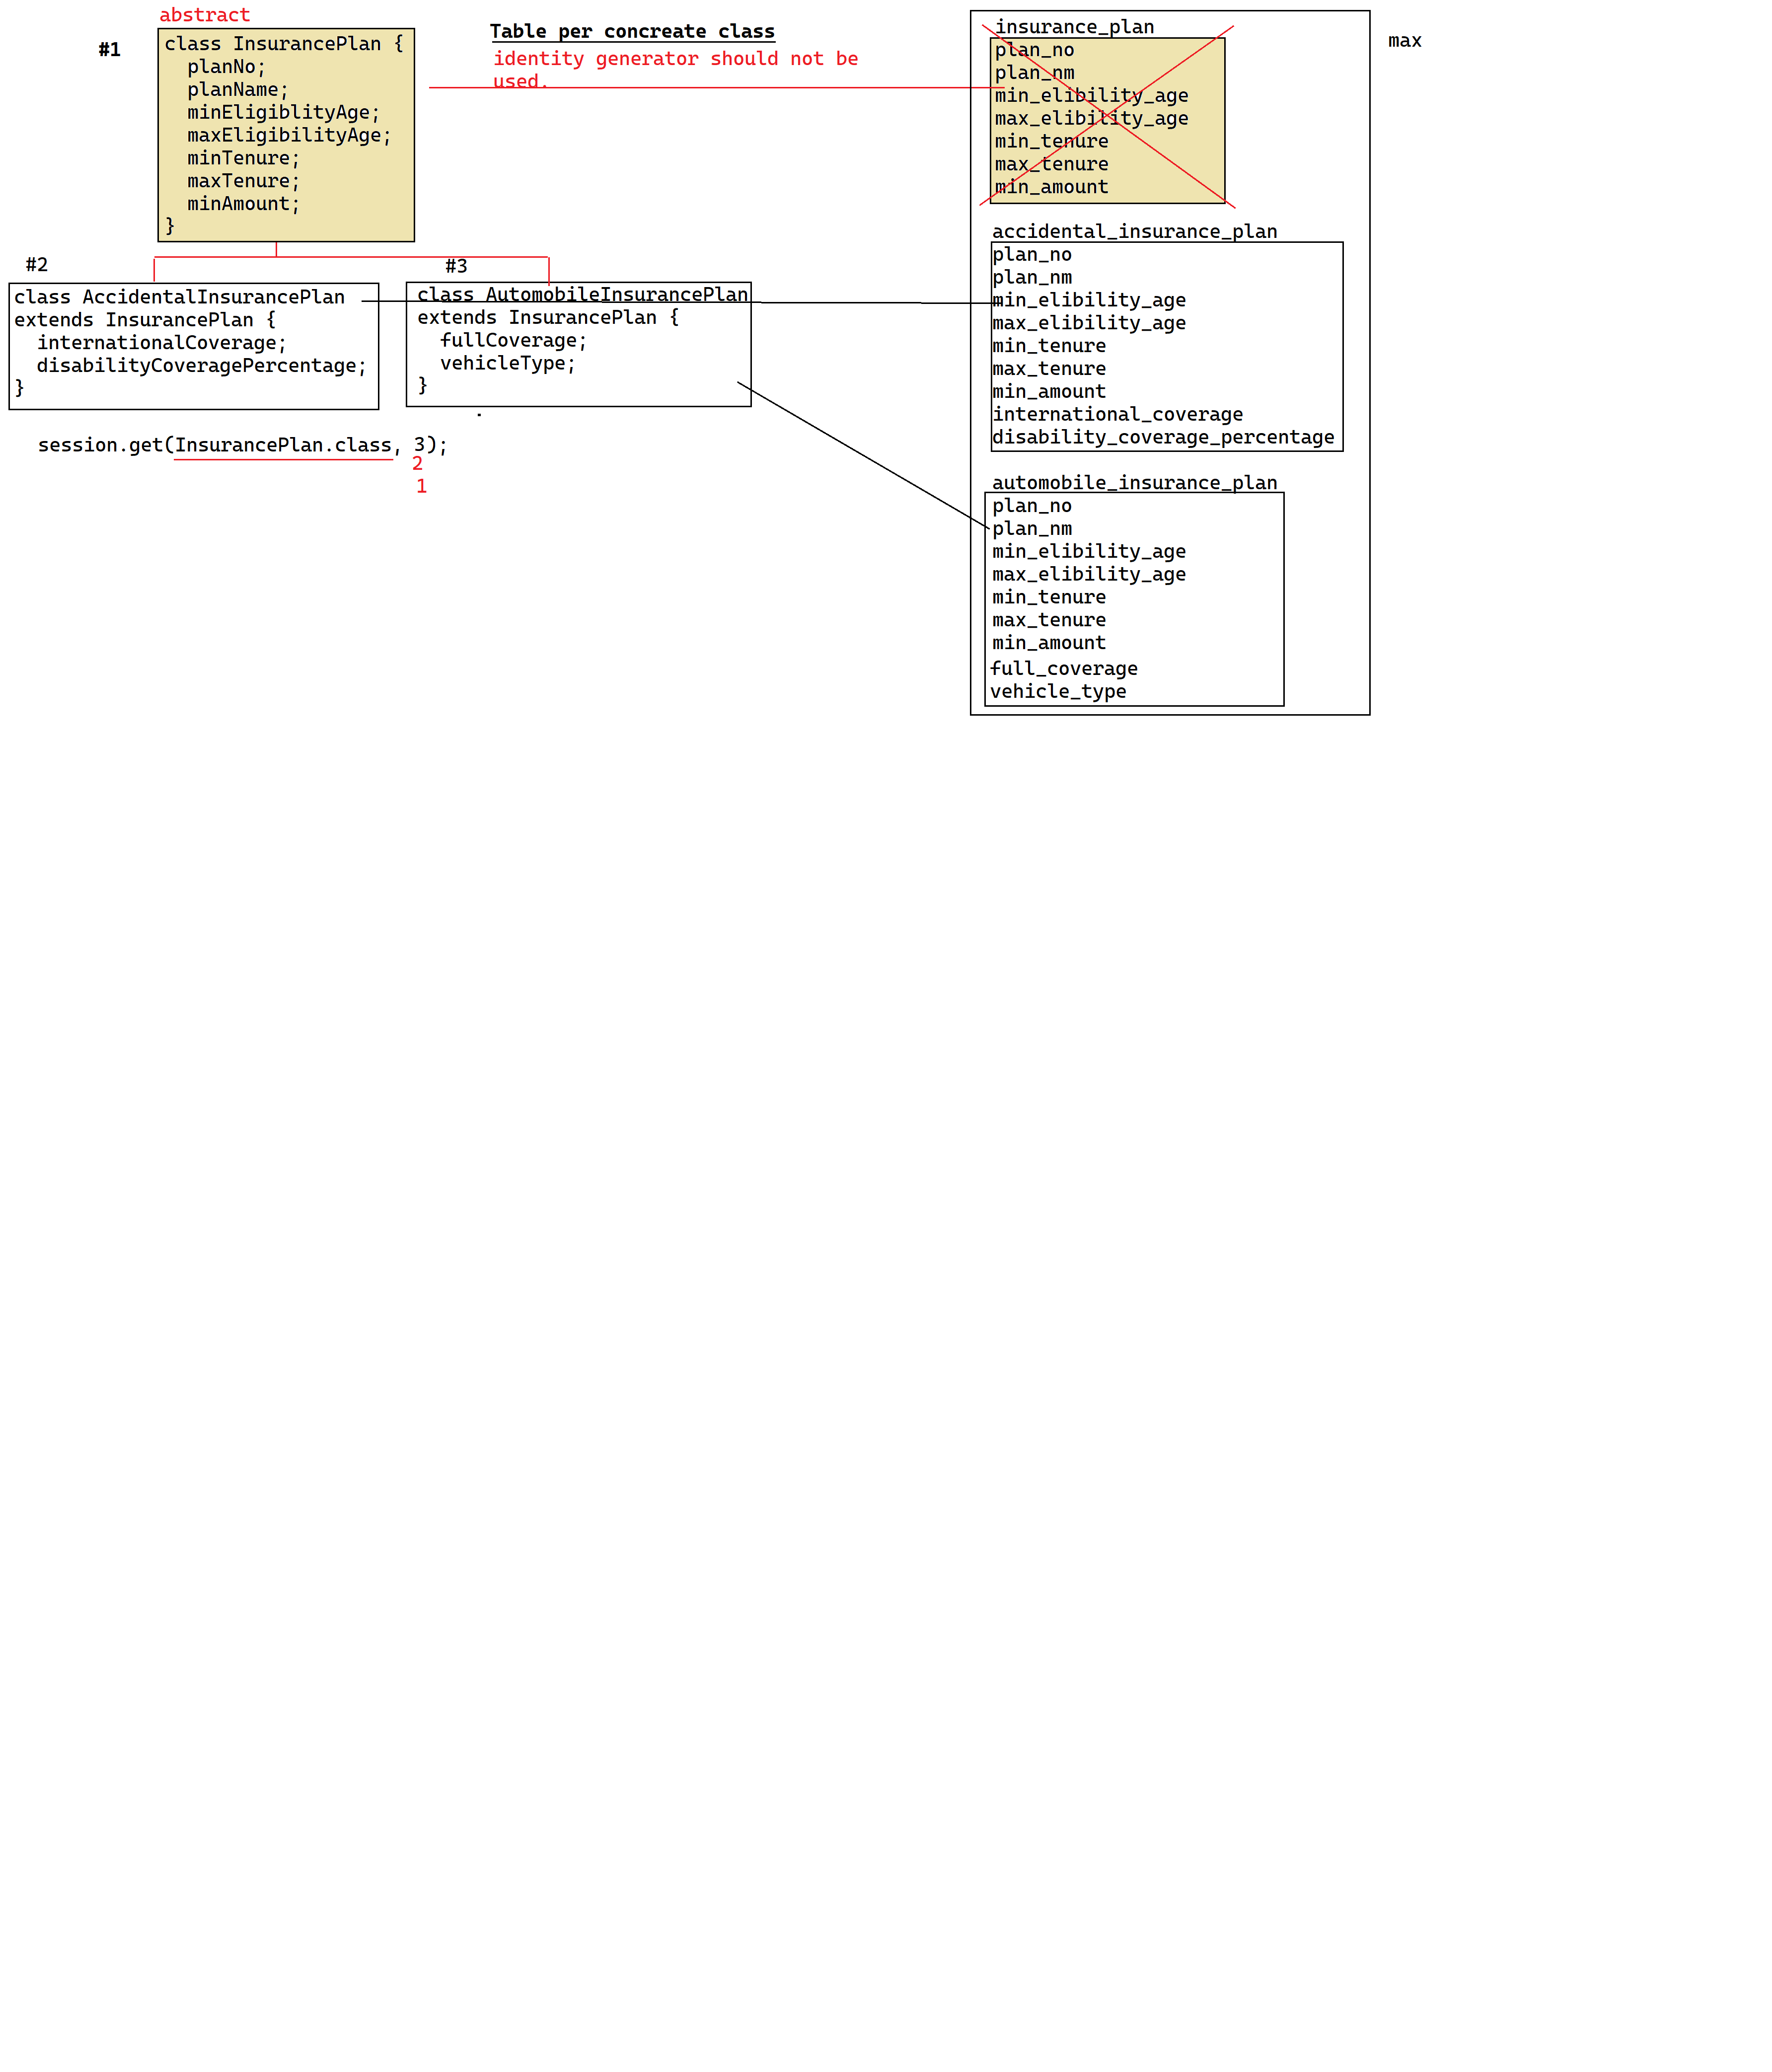 abstract
#1
class InsurancePlan {
  planNo;
  planName;
  minEligiblityAge;
  maxEligibilityAge;
  minTenure;
  maxTenure;
  minAmount;
}
Table per concreate class
identity generator should not be
used.
#2
class AccidentalInsurancePlan
extends InsurancePlan {
  internationalCoverage;
  disabilityCoveragePercentage;
}
#3
class AutomobileInsurancePlan
extends InsurancePlan {
  fullCoverage;
  vehicleType;
}
.
session.get(InsurancePlan.class, 3);
2
1
insurance_plan
plan_no
plan_nm
min_elibility_age
max_elibility_age
min_tenure
max_tenure
min_amount
accidental_insurance_plan
plan_no
plan_nm
min_elibility_age
max_elibility_age
min_tenure
max_tenure
min_amount
international_coverage
disability_coverage_percentage
automobile_insurance_plan
plan_no
plan_nm
min_elibility_age
max_elibility_age
min_tenure
max_tenure
min_amount
full_coverage
vehicle_type
max